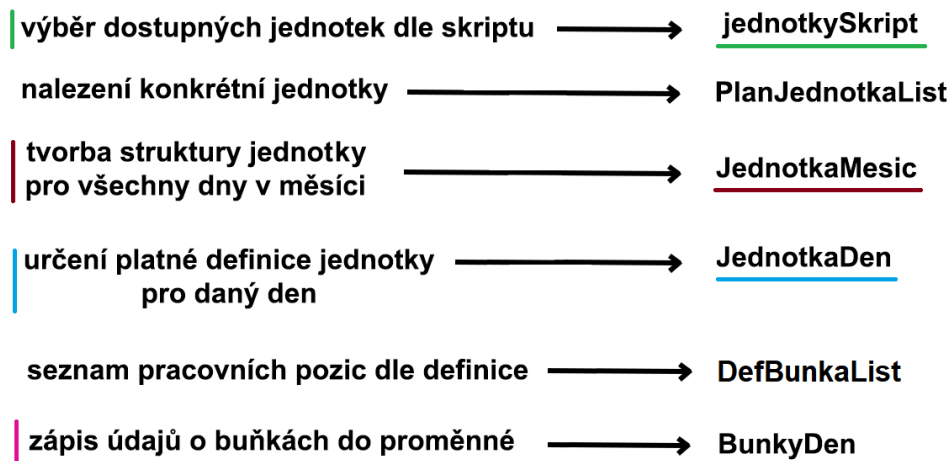 výběr dostupných jednotek dle skriptu jednotkySkript
nalezení konkrétní jednotky PlanJednotkaList
tvorba struktury jednotky
pro všechny dny v měsíci JednotkaMesic
určení platné definice jednotky JednotkaDen
pro daný den
seznam pracovních pozic dle definice DefBunkaList
zápis údajů o buňkách do proměnné BunkyDen